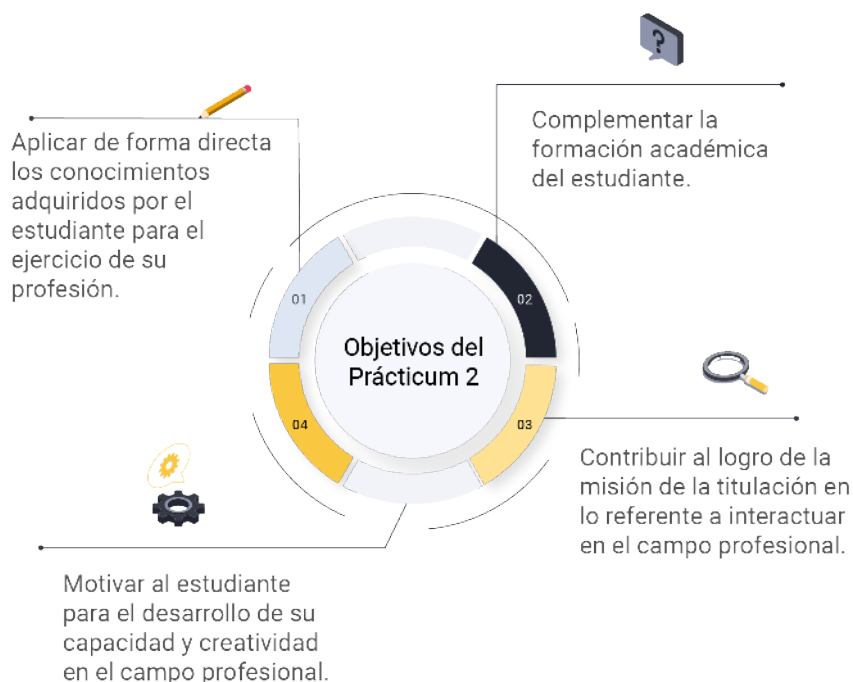 Aplicar de forma directa
los conocimientos
adquiridos por el
estudiante para el
ejercicio de su
profesión.
?
Complementar la
formación académica
del estudiante.
01
02
Objetivos del
Prácticum 2
04
03
Contribuir al logro de la
misión de la titulación en
lo referente a interactuar
en el campo profesional.
Motivar al estudiante
para el desarrollo de su
capacidad y creatividad
en el campo profesional.